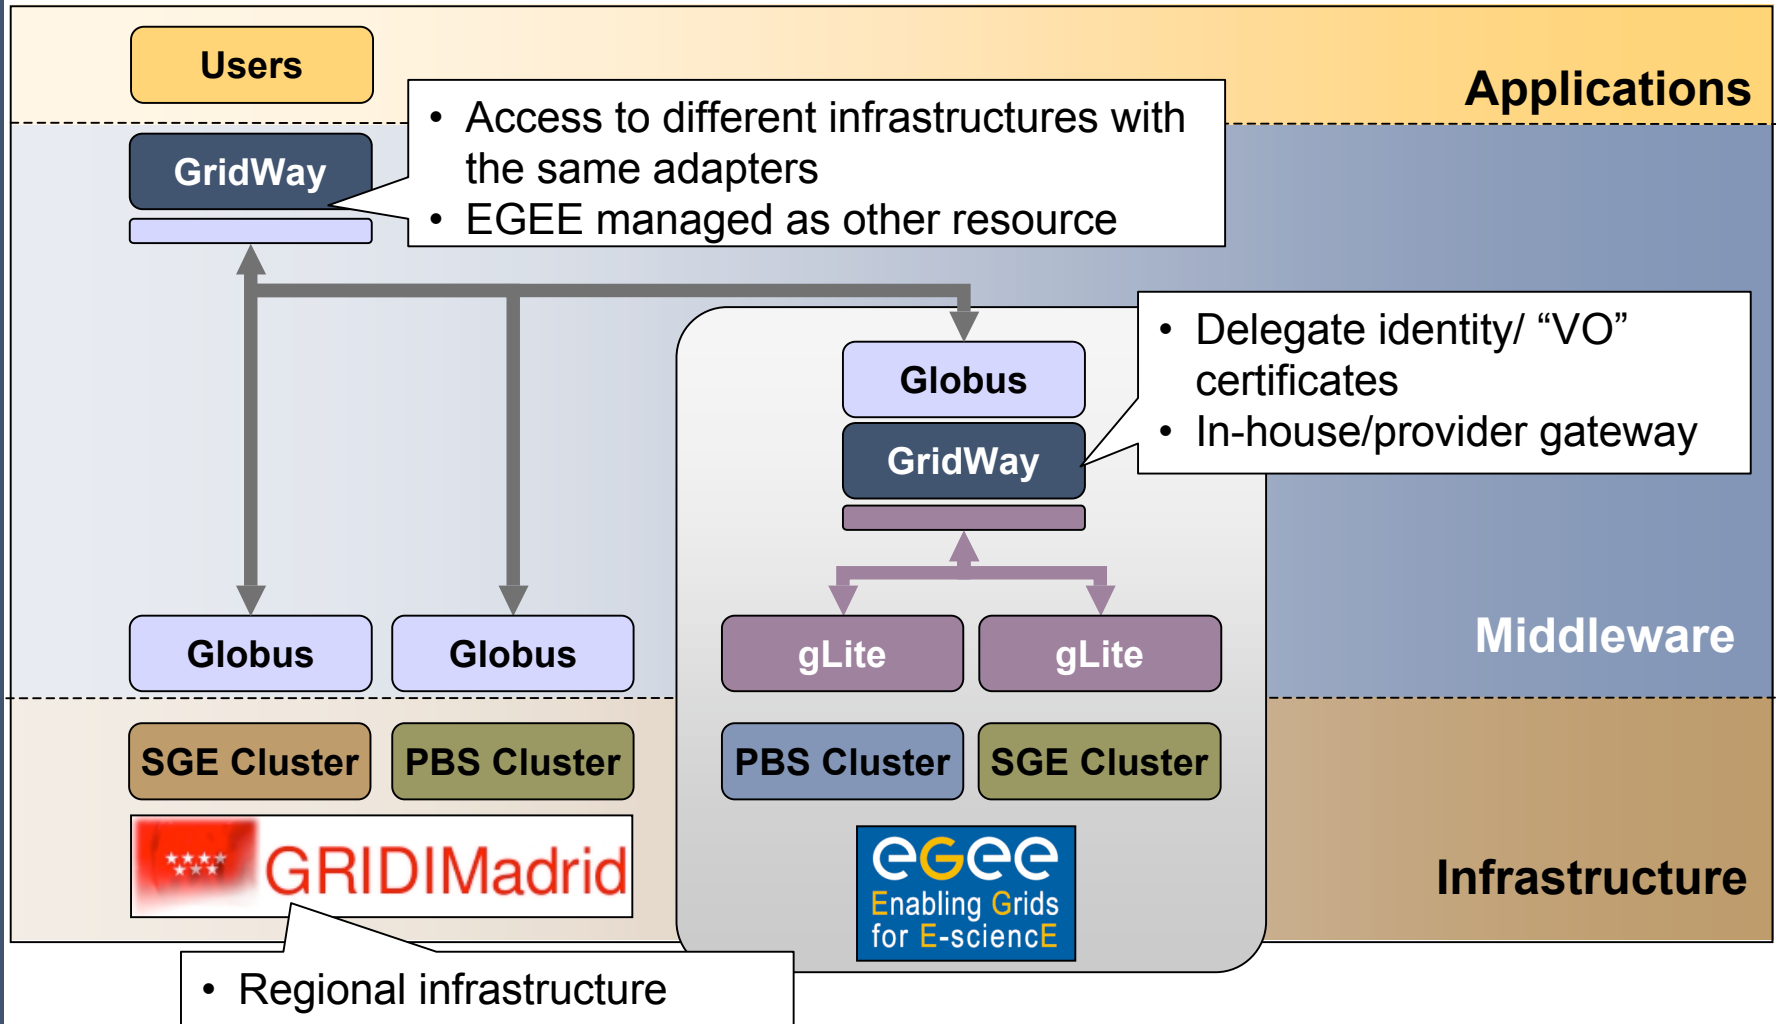 Users
Applications
GridWay
• Access to different infrastructures with
the same adapters
• EGEE managed as other resource
• Delegate identity/ “VO”
certificates
• In-house/provider gateway
Globus
GridWay
Globus
Globus
gLite
gLite
Middleware
SGE Cluster
PBS Cluster
PBS Cluster
SGE Cluster
GRIDIMadrid
eGee
Enabling Grids
for E-sciencE
Infrastructure
• Regional infrastructure